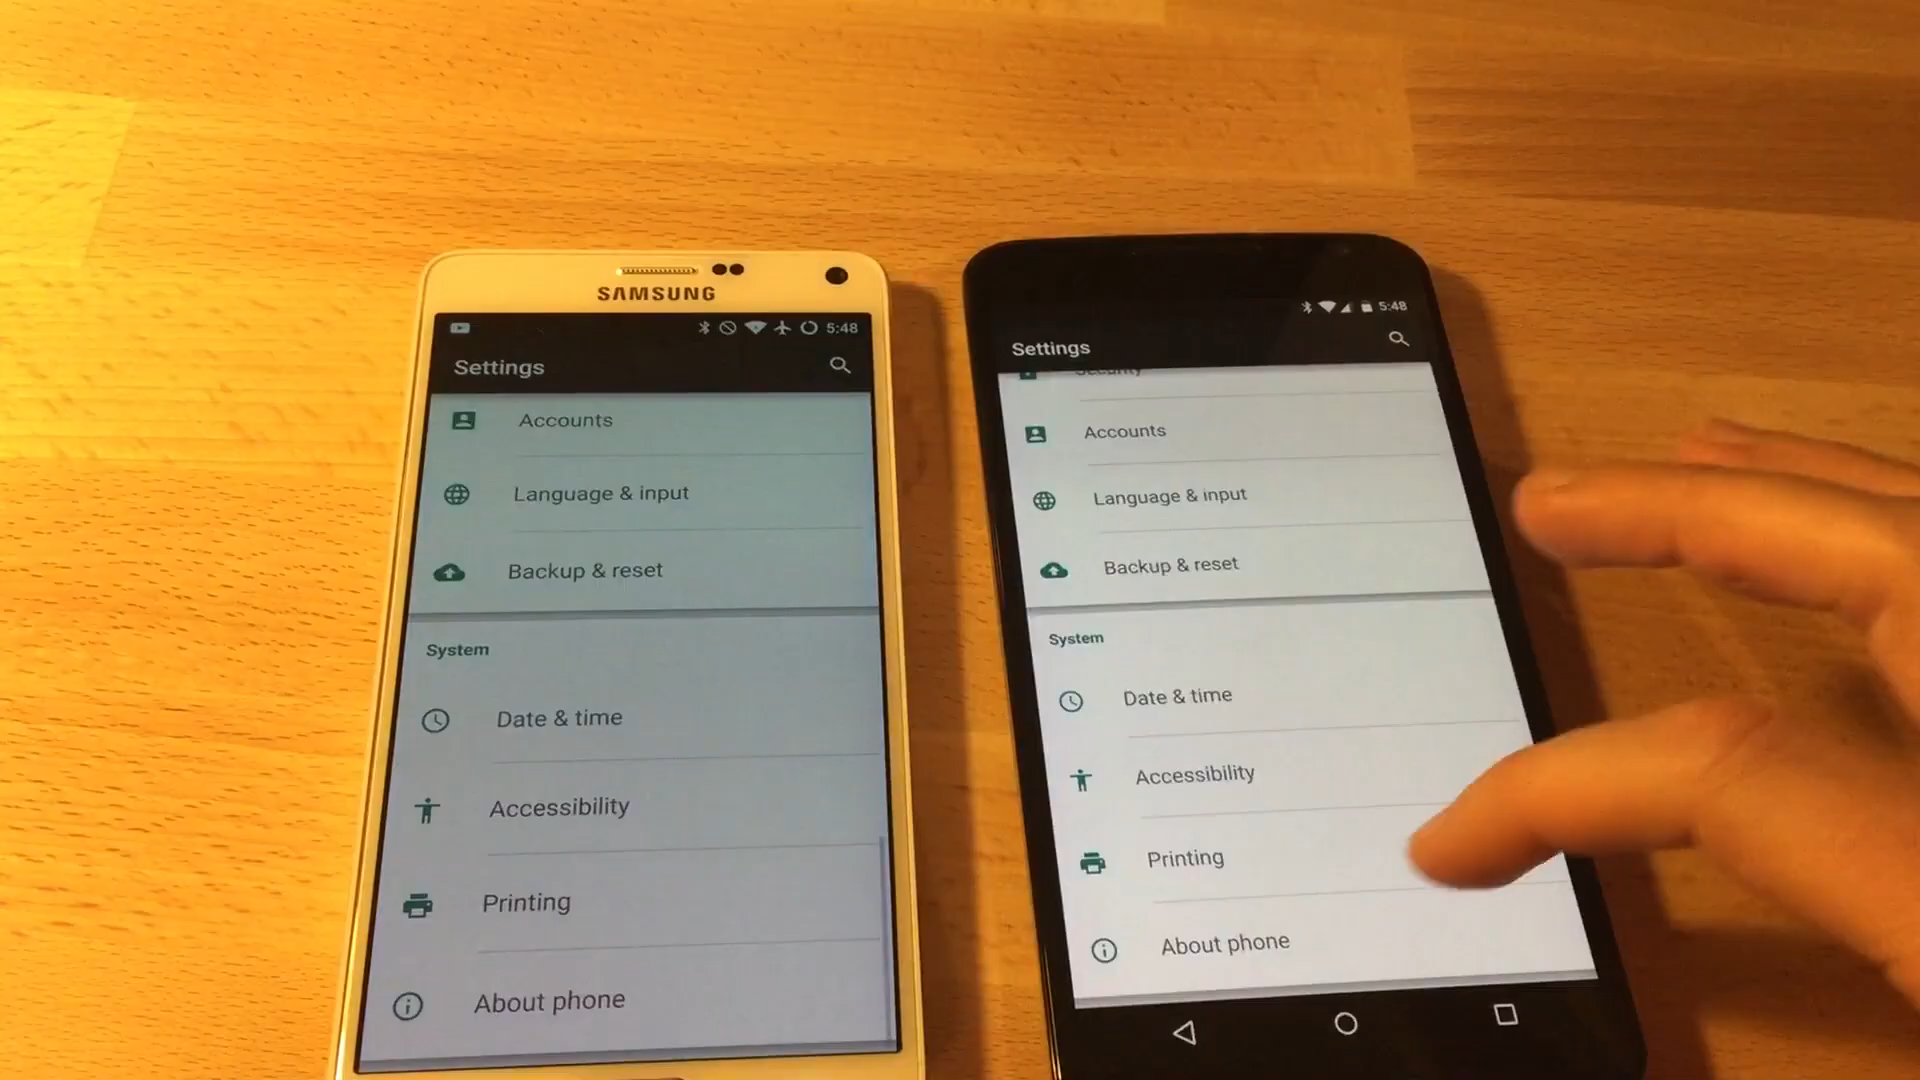 SAMSUNG
5:48
Settings
Accounts
Language & input
Backup & reset
System
Date & time
Accessibility
Printing
About phone
5:48
Settings
Security
Accounts
Language & input
Backup & reset
System
Date & time
Accessibility
Printing
About phone